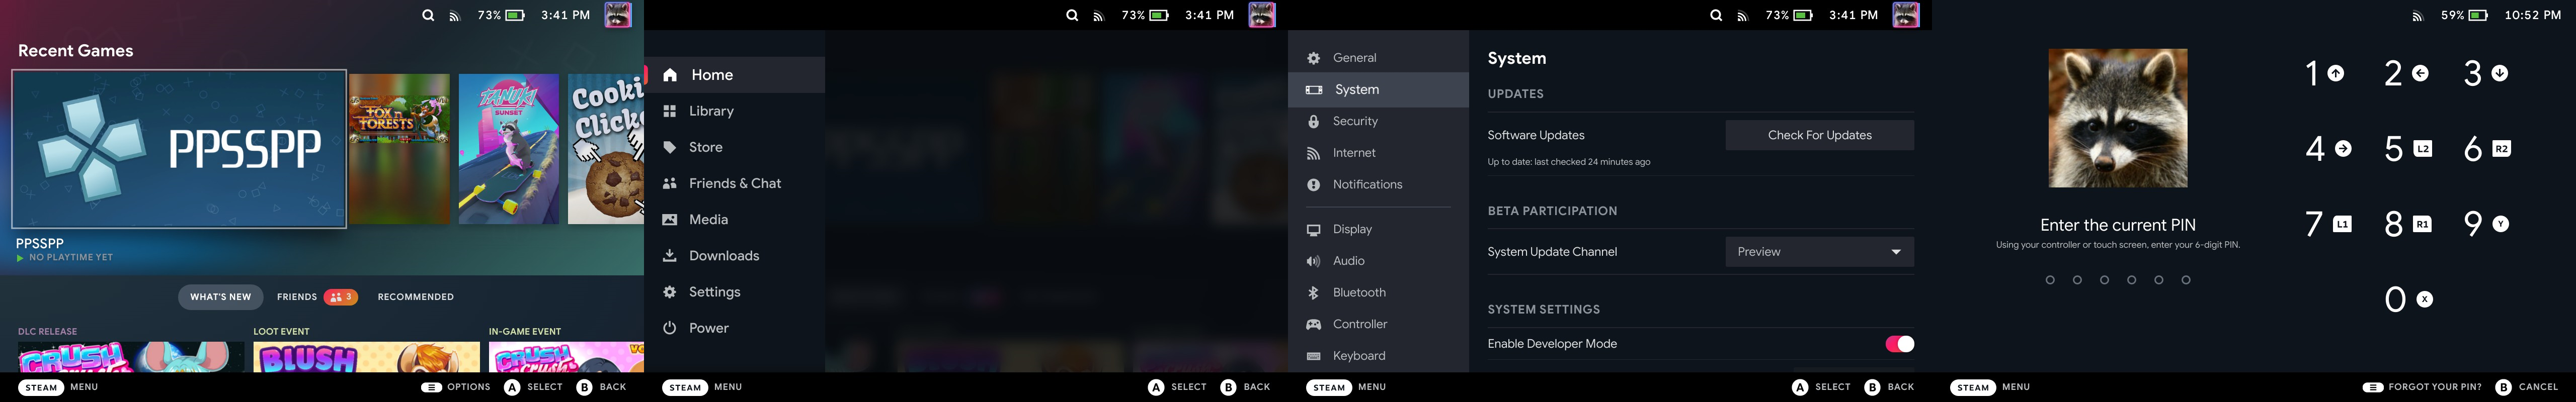 73% 3:41 PM
Recent Games
PPSSPP
FOX n FORESTS
TANUKI SUNSET
PPSSPP
NO PLAYTIME YET
WHAT'S NEW FRIENDS 3 RECOMMENDED
DLC RELEASE LOOT EVENT IN-GAME EVENT
CRUSH BLUSH CRUSH
STEAM MENU OPTIONS A SELECT B BACK
73% 3:41 PM
Home
Library
Store
Friends & Chat
Media
Downloads
Settings
Power
STEAM MENU A SELECT B BACK
73% 3:41 PM
General
System
Security
Internet
Notifications
Display
Audio
Bluetooth
Controller
Keyboard
System
UPDATES
Software Updates Check For Updates
Up to date: last checked 24 minutes ago
BETA PARTICIPATION
System Update Channel Preview
SYSTEM SETTINGS
Enable Developer Mode
STEAM MENU A SELECT B BACK
59% 10:52 PM
Enter the current PIN
Using your controller or touch screen, enter your 6-digit PIN.
1 2 3
4 5 L2 6 R2
7 L1 8 R1 9 Y
0 X
STEAM MENU FORGOT YOUR PIN? B CANCEL